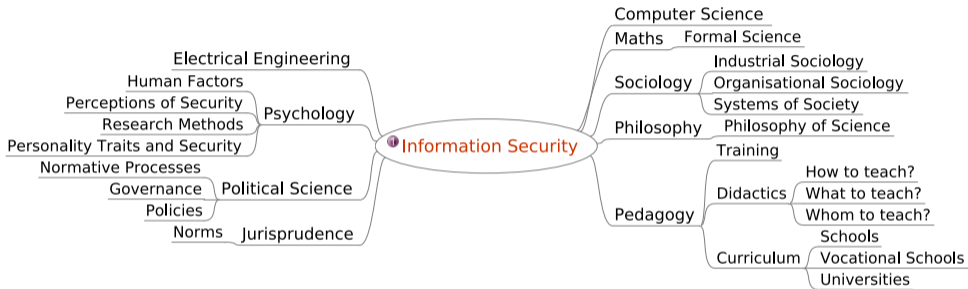 Information Security
Electrical Engineering
Psychology
Human Factors
Perceptions of Security
Research Methods
Personality Traits and Security
Political Science
Normative Processes
Governance
Policies
Jurisprudence
Norms
Computer Science
Maths
Formal Science
Sociology
Industrial Sociology
Organisational Sociology
Systems of Society
Philosophy
Philosophy of Science
Pedagogy
Training
Didactics
How to teach?
What to teach?
Whom to teach?
Curriculum
Schools
Vocational Schools
Universities